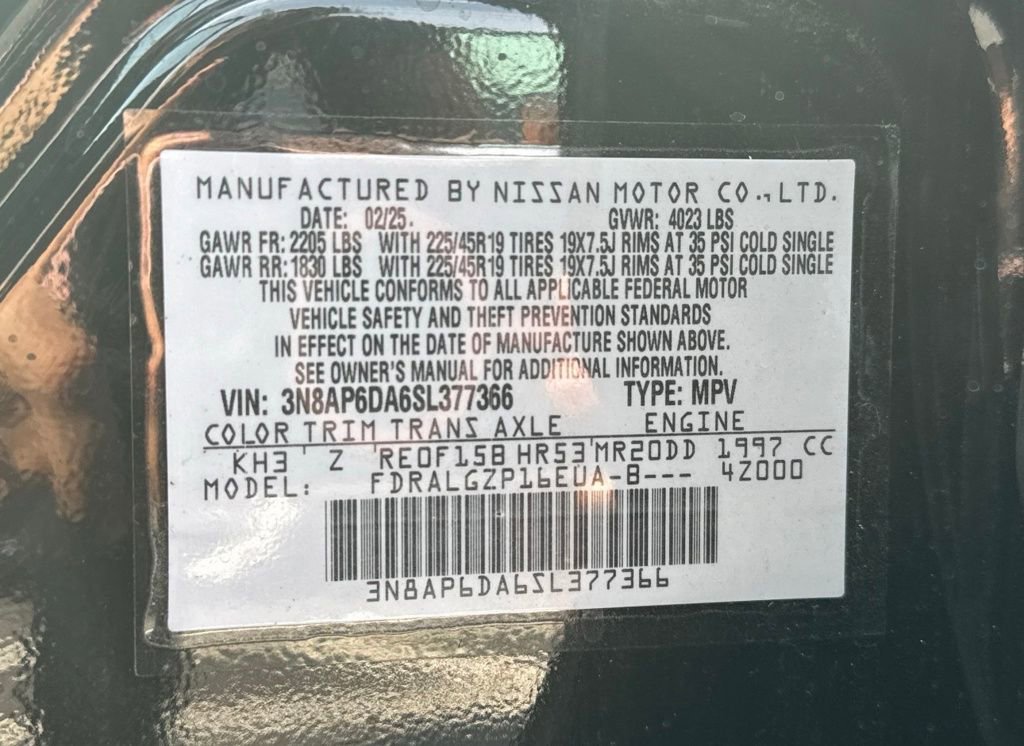 MANUFACTURED BY NISSAN MOTOR CO.,LTD.
DATE: 02/25. GVWR: 4023 LBS
GAWR FR: 2205 LBS WITH 225/45R19 TIRES 19X7.5J RIMS AT 35 PSI COLD SINGLE
GAWR RR: 1830 LBS WITH 225/45R19 TIRES 19X7.5J RIMS AT 35 PSI COLD SINGLE
THIS VEHICLE CONFORMS TO ALL APPLICABLE FEDERAL MOTOR
VEHICLE SAFETY AND THEFT PREVENTION STANDARDS
IN EFFECT ON THE DATE OF MANUFACTURE SHOWN ABOVE.
SEE OWNER'S MANUAL FOR ADDITIONAL INFORMATION.
VIN: 3N8AP6DA6SL377366 TYPE: MPV
COLOR TRIM TRANS AXLE ENGINE
KH3 ' Z 'RE0F15B HR53'MR20DD 1997 CC
MODEL: FDRALGZP16EUA-B--- 4Z000
3N8AP6DA6SL377366